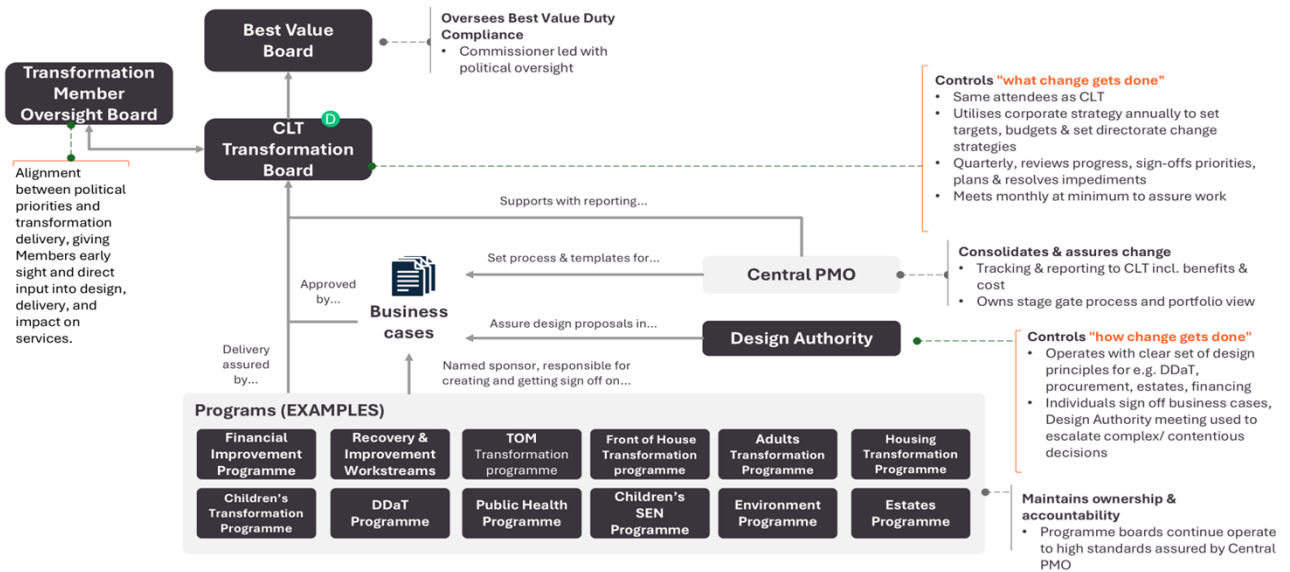 Best Value
Board
Oversees Best Value Duty
Compliance
• Commissioner led with
political oversight
Transformation
Member
Oversight Board
D
CLT
Transformation
Board
Controls "what change gets done"
• Same attendees as CLT
• Utilises corporate strategy annually to set
targets, budgets & set directorate change
strategies
• Quarterly, reviews progress, sign-offs priorities,
plans & resolves impediments
• Meets monthly at minimum to assure work
Alignment
between political
priorities and
transformation
delivery, giving
Members early
sight and direct
input into design,
delivery, and
impact on
services.
Supports with reporting...
Set process & templates for...
Central PMO
Consolidates & assures change
• Tracking & reporting to CLT incl. benefits &
cost
• Owns stage gate process and portfolio view
Approved
by...
Business
cases
Assure design proposals in...
Design Authority
Controls "how change gets done"
• Operates with clear set of design
principles for e.g. DDaT,
procurement, estates, financing
• Individuals sign off business cases,
Design Authority meeting used to
escalate complex/ contentious
decisions
Delivery
assured
by...
Named sponsor, responsible for
creating and getting sign off on...
Programs (EXAMPLES)
Financial
Improvement
Programme
Recovery &
Improvement
Workstreams
TOM
Transformation
programme
Front of House
Transformation
programme
Adults
Transformation
Programme
Housing
Transformation
Programme
Children's
Transformation
Programme
DDaT
Programme
Public Health
Programme
Children's
SEN
Programme
Environment
Programme
Estates
Programme
Maintains ownership &
accountability
• Programme boards continue operate
to high standards assured by Central
PMO